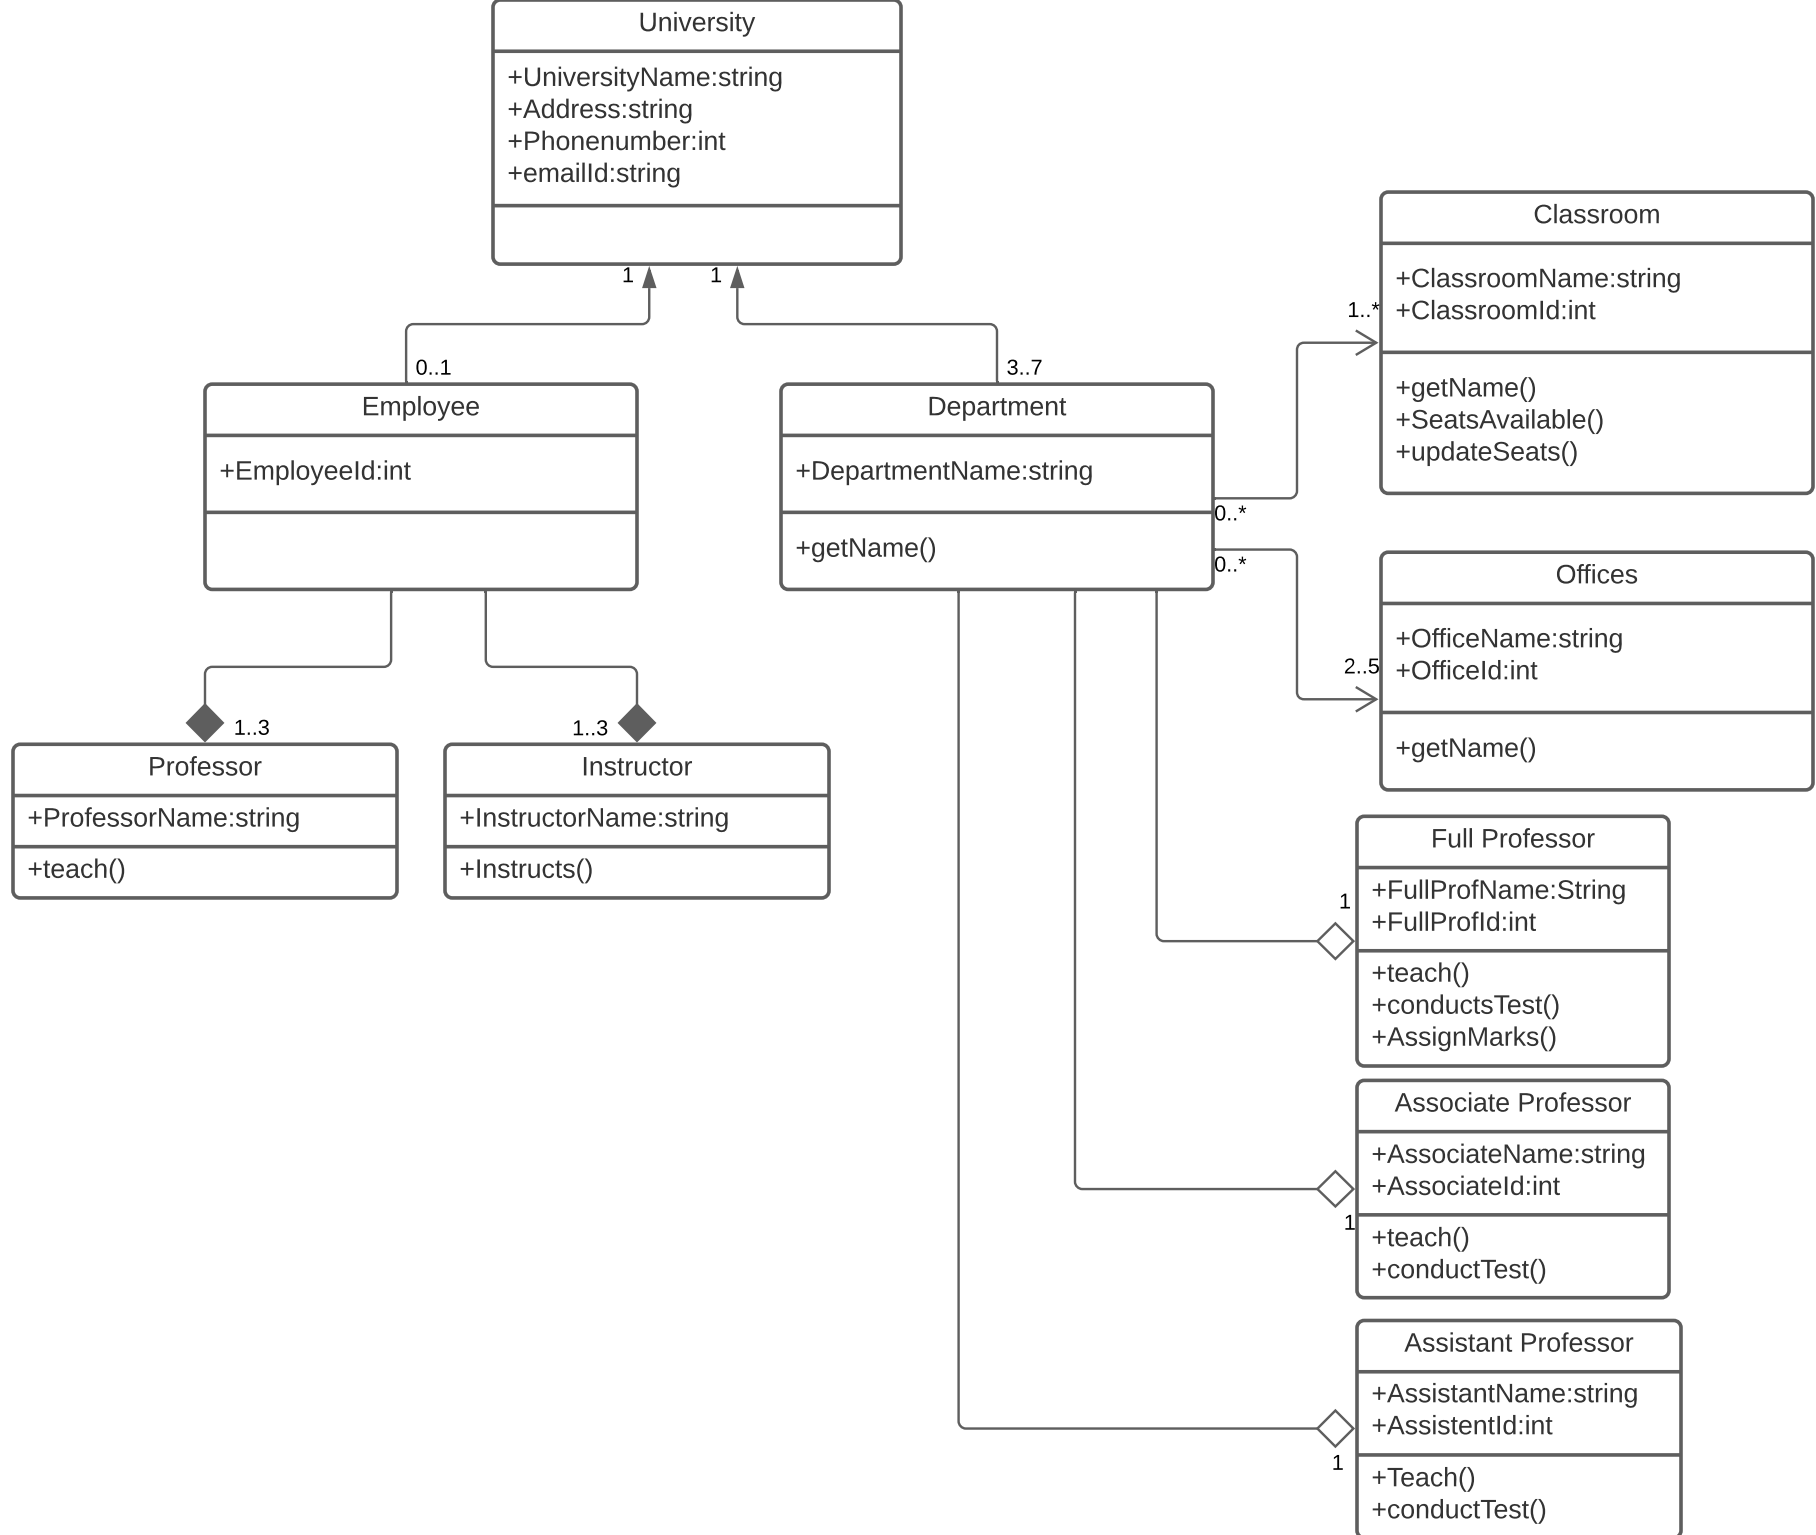 University
+UniversityName:string
+Address:string
+Phonenumber:int
+emailId:string
1
1
0..1
3..7
Employee
+EmployeeId:int
Department
+DepartmentName:string
+getName()
0..*
0..*
Classroom
+ClassroomName:string
+ClassroomId:int
1..*
+getName()
+SeatsAvailable()
+updateSeats()
Offices
+OfficeName:string
+OfficeId:int
2..5
+getName()
1..3
1..3
Professor
+ProfessorName:string
+teach()
Instructor
+InstructorName:string
+Instructs()
Full Professor
+FullProfName:String
+FullProfId:int
1
+teach()
+conductsTest()
+AssignMarks()
Associate Professor
+AssociateName:string
+AssociateId:int
1
+teach()
+conductTest()
Assistant Professor
+AssistantName:string
+AssistentId:int
1
+Teach()
+conductTest()